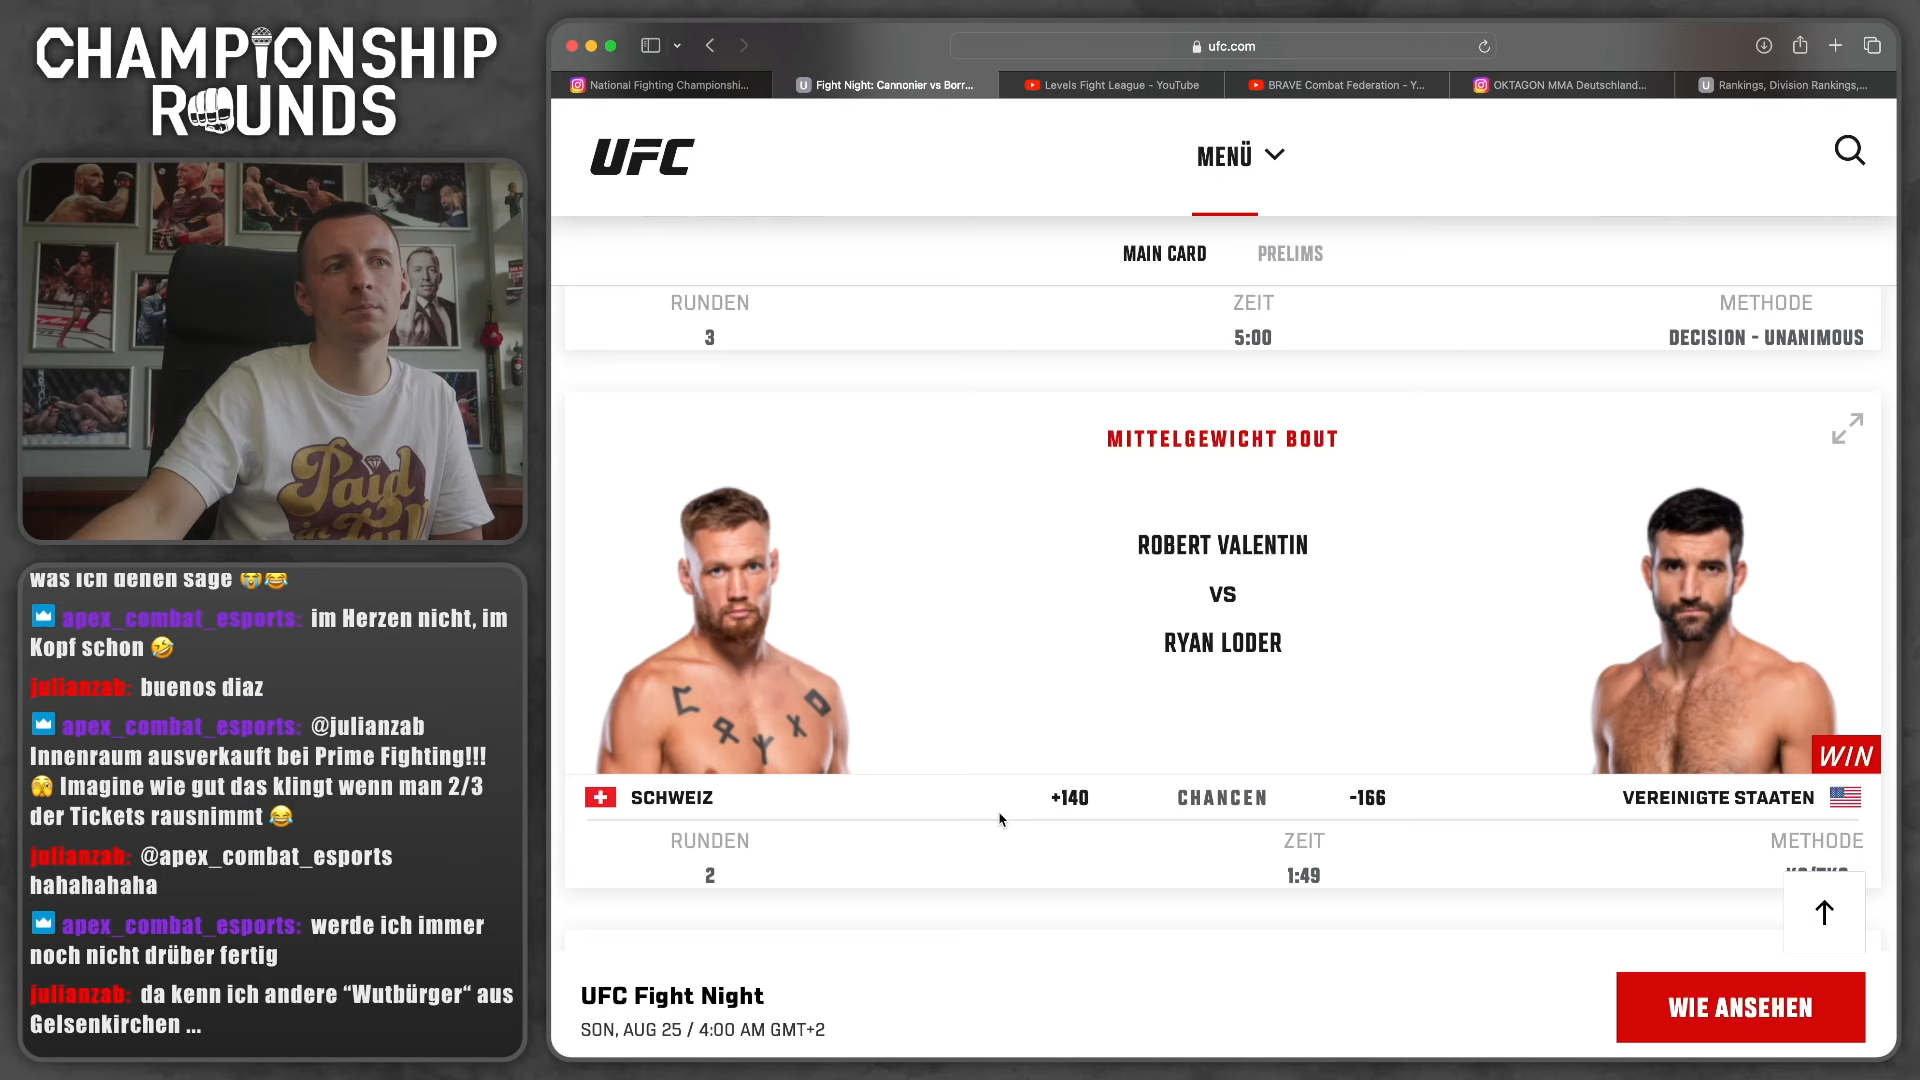 CHAMPIONSHIP
ROUNDS
Paid
in Full
was ich denen sage 😭😂
apex_combat_esports: im Herzen nicht, im
Kopf schon 🤣
julianzab: buenos diaz
apex_combat_esports: @julianzab
Innenraum ausverkauft bei Prime Fighting!!!
🫣 Imagine wie gut das klingt wenn man 2/3
der Tickets rausnimmt 😂
julianzab: @apex_combat_esports
hahahahaha
apex_combat_esports: werde ich immer
noch nicht drüber fertig
julianzab: da kenn ich andere “Wutbürger“ aus
Gelsenkirchen ...
ufc.com
National Fighting Championshi...
U Fight Night: Cannonier vs Borr...
Levels Fight League - YouTube
BRAVE Combat Federation - Y...
OKTAGON MMA Deutschland...
U Rankings, Division Rankings,...
UFC
MENÜ
MAIN CARD
PRELIMS
RUNDEN
ZEIT
METHODE
3
5:00
DECISION - UNANIMOUS
MITTELGEWICHT BOUT
ROBERT VALENTIN
VS
RYAN LODER
WIN
SCHWEIZ
+140
CHANCEN
-166
VEREINIGTE STAATEN
RUNDEN
ZEIT
METHODE
2
1:49
UFC Fight Night
SON, AUG 25 / 4:00 AM GMT+2
WIE ANSEHEN